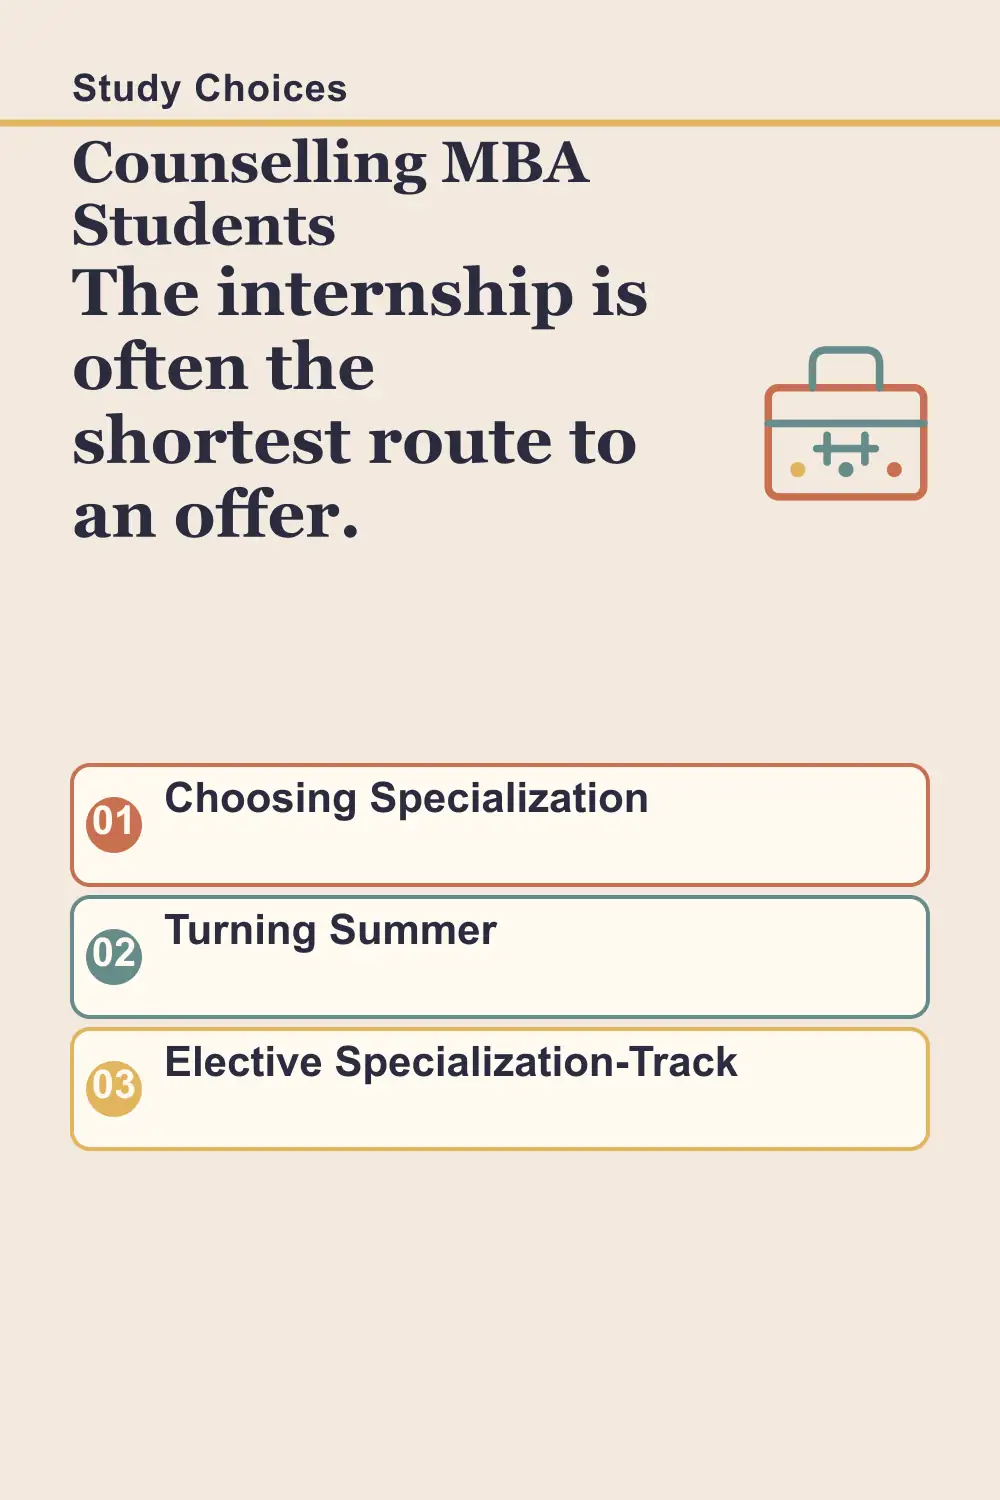 Study Choices
Counselling MBA
Students
The internship is
often the
shortest route to
an offer.
01
Choosing Specialization
02
Turning Summer
03
Elective Specialization-Track